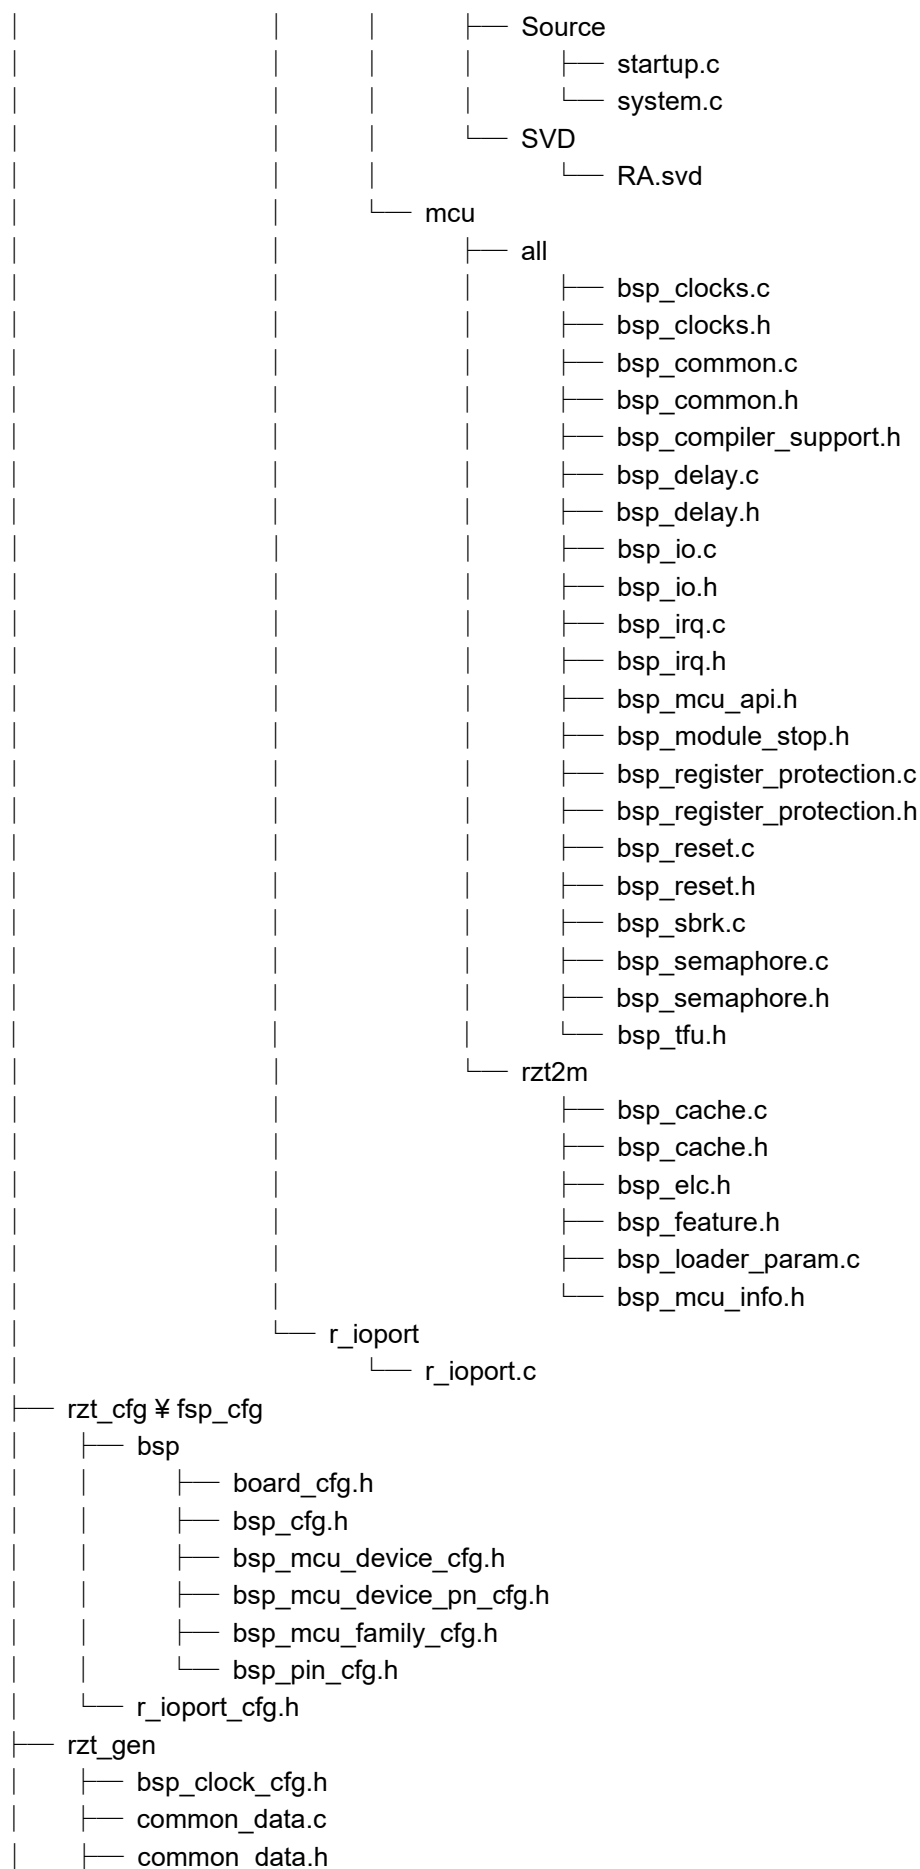 Source
startup.c
system.c
SVD
RA.svd
mcu
all
bsp_clocks.c
bsp_clocks.h
bsp_common.c
bsp_common.h
bsp_compiler_support.h
bsp_delay.c
bsp_delay.h
bsp_io.c
bsp_io.h
bsp_irq.c
bsp_irq.h
bsp_mcu_api.h
bsp_module_stop.h
bsp_register_protection.c
bsp_register_protection.h
bsp_reset.c
bsp_reset.h
bsp_sbrk.c
bsp_semaphore.c
bsp_semaphore.h
bsp_tfu.h
rzt2m
bsp_cache.c
bsp_cache.h
bsp_elc.h
bsp_feature.h
bsp_loader_param.c
bsp_mcu_info.h
r_ioport
r_ioport.c
rzt_cfg ¥ fsp_cfg
bsp
board_cfg.h
bsp_cfg.h
bsp_mcu_device_cfg.h
bsp_mcu_device_pn_cfg.h
bsp_mcu_family_cfg.h
bsp_pin_cfg.h
r_ioport_cfg.h
rzt_gen
bsp_clock_cfg.h
common_data.c
common_data.h